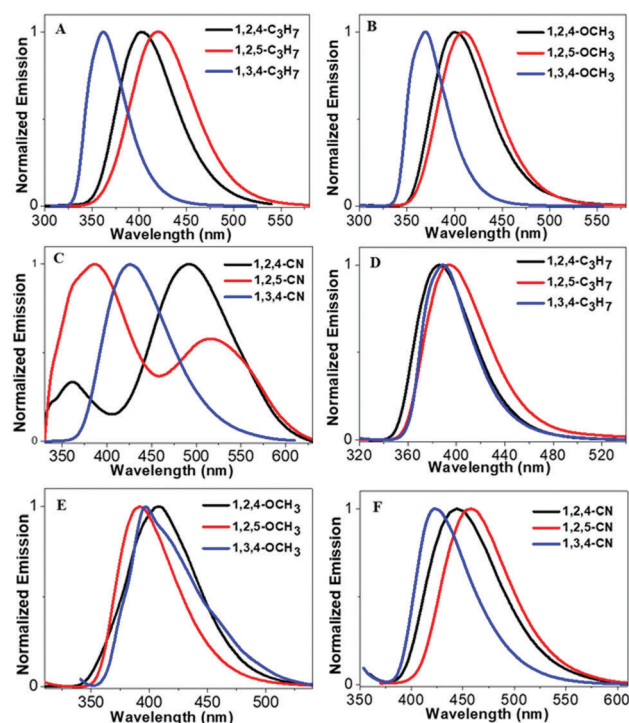 A
1,2,4-C₃H₇
1,2,5-C₃H₇
1,3,4-C₃H₇
Normalized Emission
1
0
300 350 400 450 500 550
Wavelength (nm)
B
1,2,4-OCH₃
1,2,5-OCH₃
1,3,4-OCH₃
Normalized Emission
1
0
300 350 400 450 500 550
Wavelength (nm)
C
1,2,4-CN
1,2,5-CN
1,3,4-CN
Normalized Emission
1
0
350 400 450 500 550 600
Wavelength (nm)
D
1,2,4-C₃H₇
1,2,5-C₃H₇
1,3,4-C₃H₇
Normalized Emission
1
0
320 360 400 440 480 520
Wavelength (nm)
E
1,2,4-OCH₃
1,2,5-OCH₃
1,3,4-OCH₃
Normalized Emission
1
0
350 400 450 500
Wavelength (nm)
F
1,2,4-CN
1,2,5-CN
1,3,4-CN
Normalized Emission
1
0
350 400 450 500 550 600
Wavelength (nm)